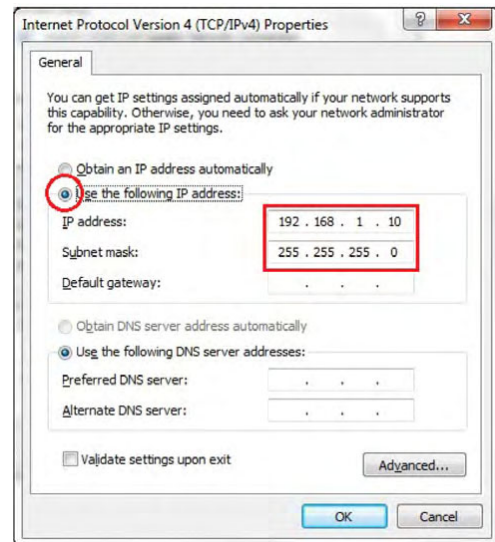 Internet Protocol Version 4 (TCP/IPv4) Properties
General
You can get IP settings assigned automatically if your network supports
this capability. Otherwise, you need to ask your network administrator
for the appropriate IP settings.
Obtain an IP address automatically
Use the following IP address:
IP address: 192 . 168 . 1 . 10
Subnet mask: 255 . 255 . 255 . 0
Default gateway: . . .
Obtain DNS server address automatically
Use the following DNS server addresses:
Preferred DNS server: . . .
Alternate DNS server: . . .
Validate settings upon exit
Advanced...
OK Cancel